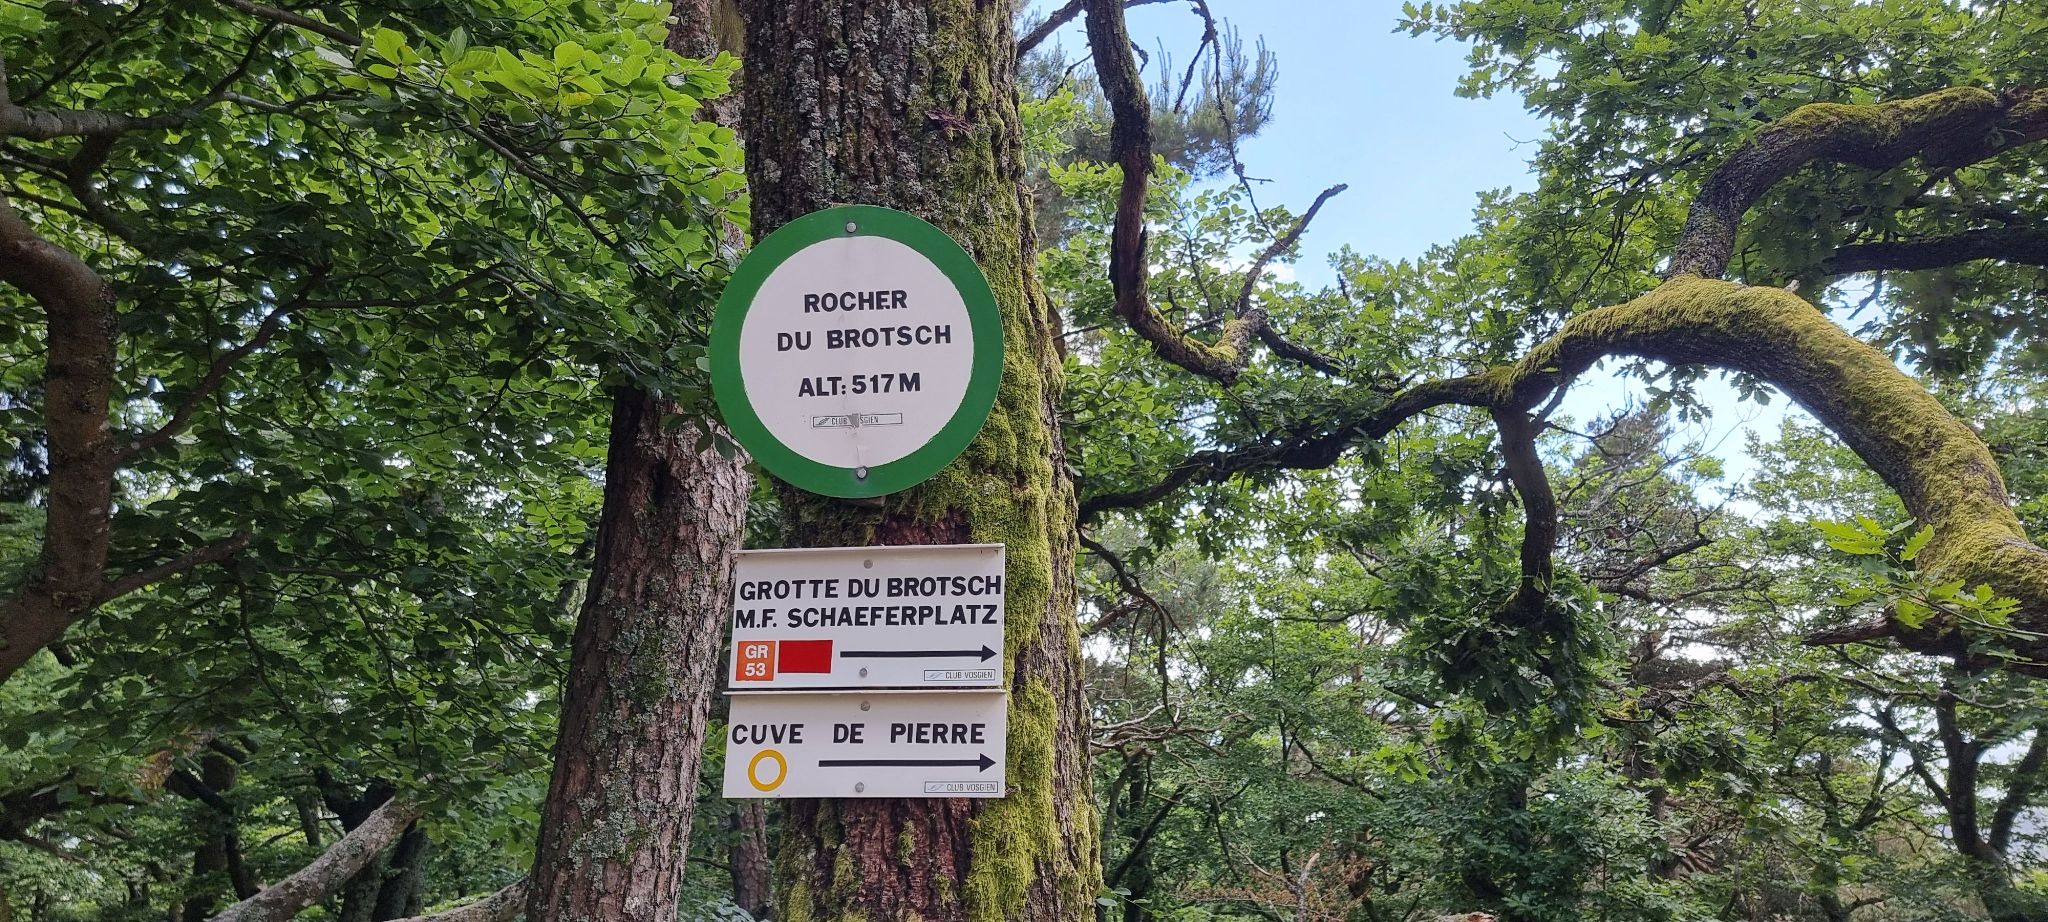 ROCHER
DU BROTSCH
ALT: 517 M
CLUB
GROTTE DU BROTSCH
M.F. SCHAEFERPLATZ
GR
53
CLUB VOSGIEN
CUVE DE PIERRE
CLUB VOSGIEN